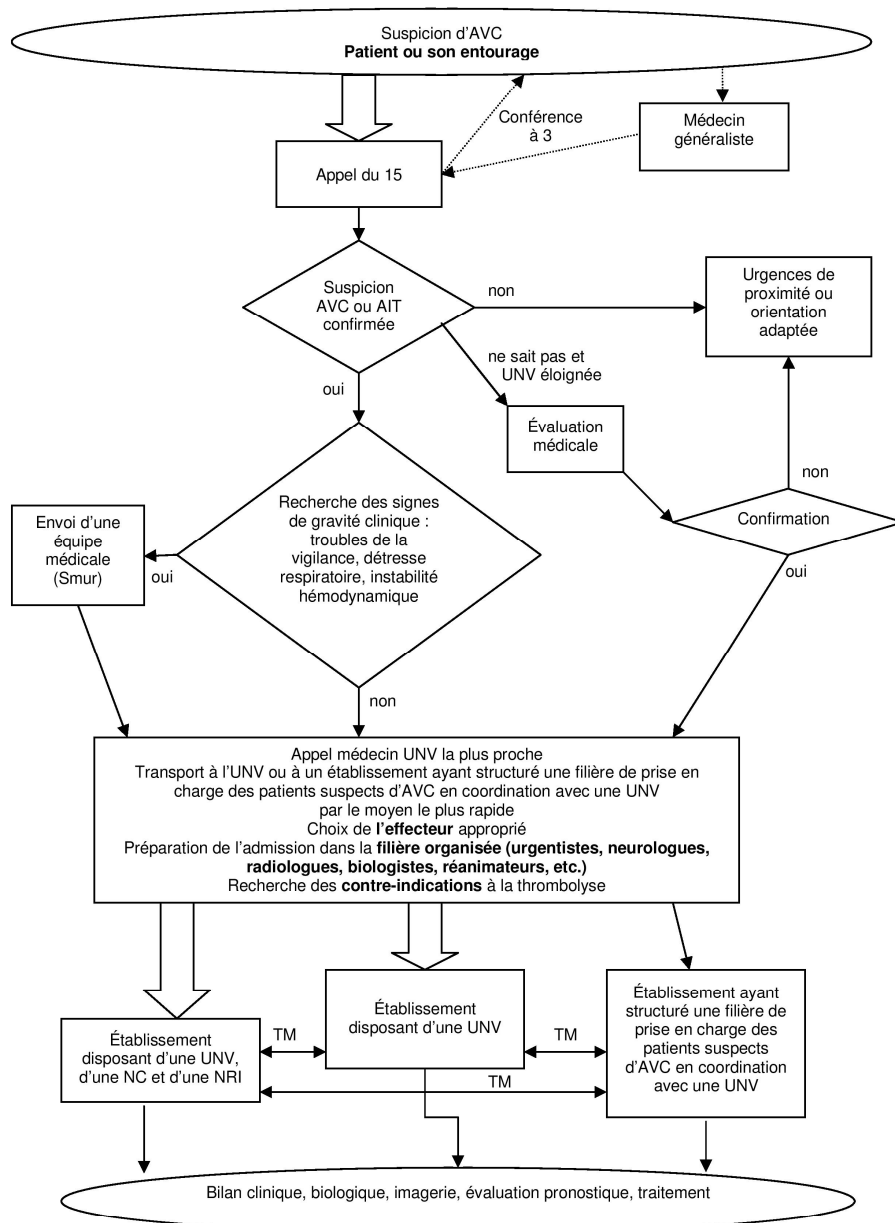 Suspicion d'AVC
Patient ou son entourage
Conférence
à 3
Médecin
généraliste
Appel du 15
Suspicion
AVC ou AIT
confirmée
non
Urgences de
proximité ou
orientation
adaptée
ne sait pas et
UNV éloignée
oui
Évaluation
médicale
non
Confirmation
oui
Recherche des signes
de gravité clinique :
troubles de la
vigilance, détresse
respiratoire, instabilité
hémodynamique
Envoi d'une
équipe
médicale
(Smur)
oui
non
Appel médecin UNV la plus proche
Transport à l'UNV ou à un établissement ayant structuré une filière de prise en
charge des patients suspects d'AVC en coordination avec une UNV
par le moyen le plus rapide
Choix de l'effecteur approprié
Préparation de l'admission dans la filière organisée (urgentistes, neurologues,
radiologues, biologistes, réanimateurs, etc.)
Recherche des contre-indications à la thrombolyse
Établissement
disposant d'une UNV,
d'une NC et d'une NRI
TM
Établissement
disposant d'une UNV
TM
Établissement ayant
structuré une filière de
prise en charge des
patients suspects
d'AVC en coordination
avec une UNV
TM
Bilan clinique, biologique, imagerie, évaluation pronostique, traitement